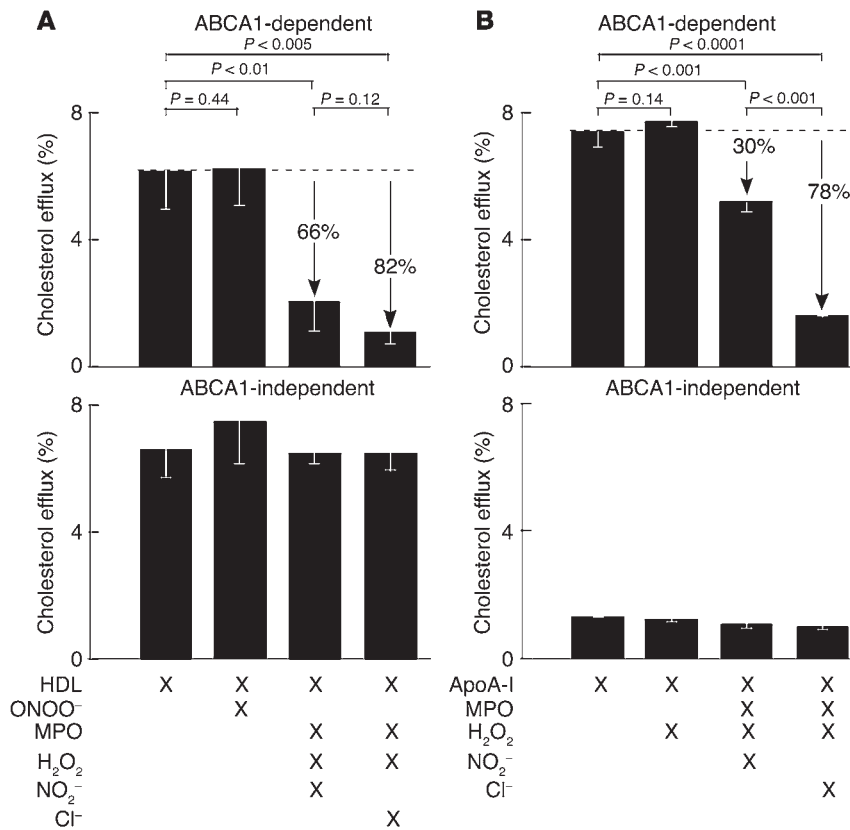 A
ABCA1-dependent
P < 0.005
P < 0.01
P = 0.44
P = 0.12
8
4
0
Cholesterol efflux (%)
66%
82%
ABCA1-independent
8
4
0
Cholesterol efflux (%)
HDL X X X X
ONOO⁻ X
MPO X X
H₂O₂ X X
NO₂⁻ X
Cl⁻ X
B
ABCA1-dependent
P < 0.0001
P < 0.001
P = 0.14
P < 0.001
8
4
0
Cholesterol efflux (%)
30%
78%
ABCA1-independent
8
4
0
Cholesterol efflux (%)
ApoA-I X X X X
MPO X X
H₂O₂ X X X
NO₂⁻ X
Cl⁻ X